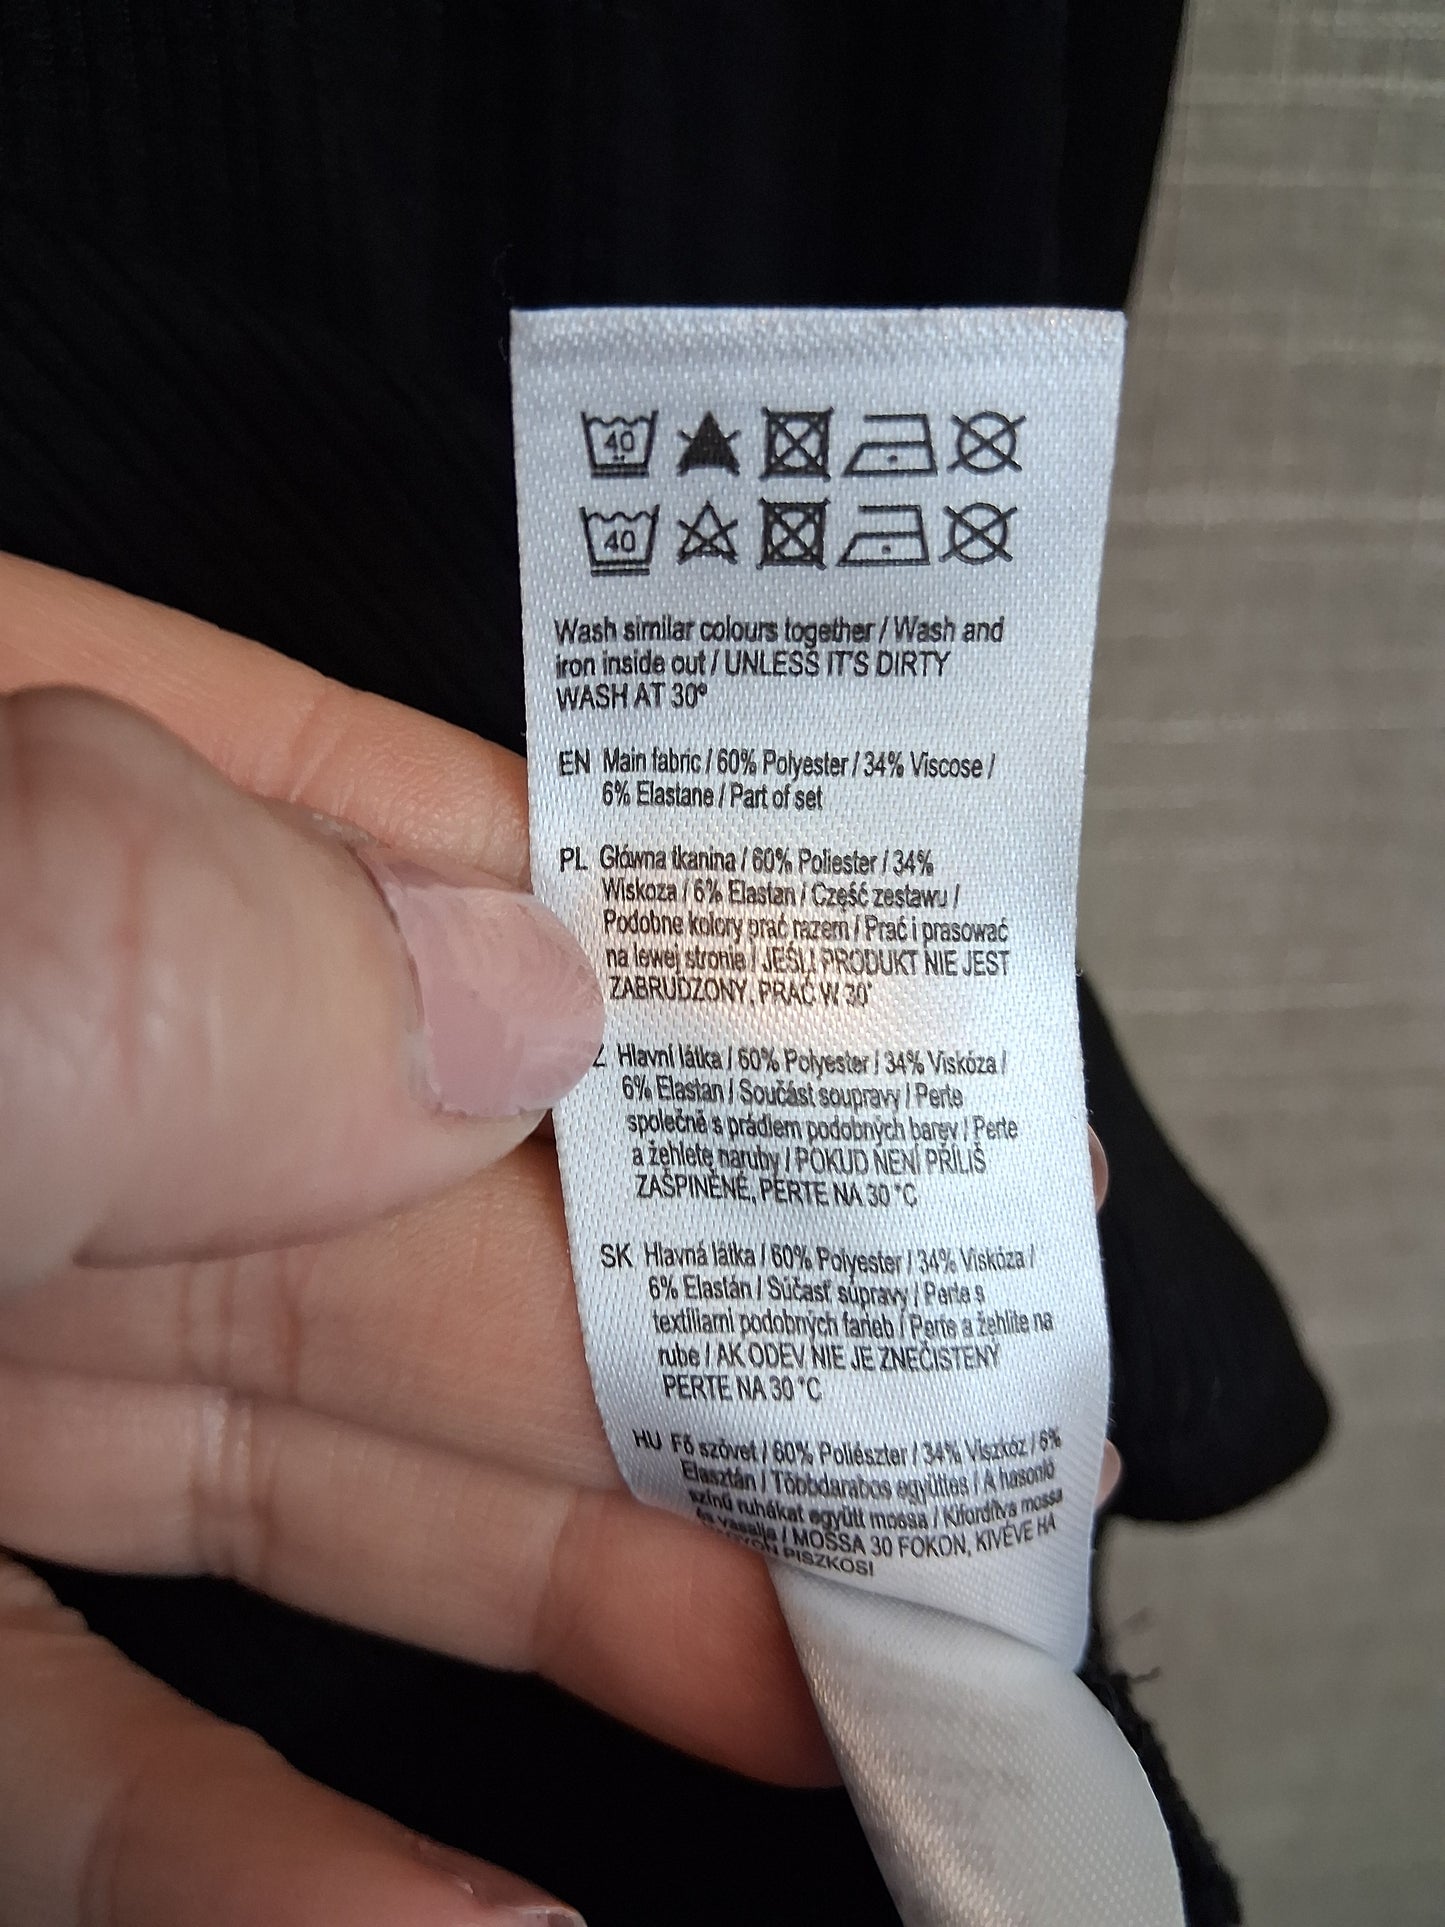 40
40
Wash similar colours together / Wash and
iron inside out / UNLESS IT'S DIRTY
WASH AT 30°
EN Main fabric / 60% Polyester / 34% Viscose /
6% Elastane / Part of set
PL Główna tkanina / 60% Poliester / 34%
Wiskoza / 6% Elastan / Część zestawu /
Podobne kolory prać razem / Prać i prasować
na lewej stronie / JEŚLI PRODUKT NIE JEST
ZABRUDZONY, PRAĆ W 30°
Hlavní látka / 60% Polyester / 34% Viskóza /
6% Elastan / Součást soupravy / Perte
společně s prádlem podobných barev / Perte
a žehlete naruby / POKUD NENÍ PŘÍLIŠ
ZAŠPINĚNÉ, PERTE NA 30 °C
SK Hlavná látka / 60% Polyester / 34% Viskóza /
6% Elastán / Súčasť súpravy / Perte s
textíliami podobných farieb / Perte a žehlite na
rube / AK ODEV NIE JE ZNEČISTENÝ
PERTE NA 30 °C
HU Fő szövet / 60% Poliészter / 34% Viszkóz / 6%
Elasztán / Többdarabos együttes / A hasonló
színű ruhákat együtt mossa / Kifordítva mossa
és vasalja / MOSSA 30 FOKON, KIVÉVE HA
PISZKOS!